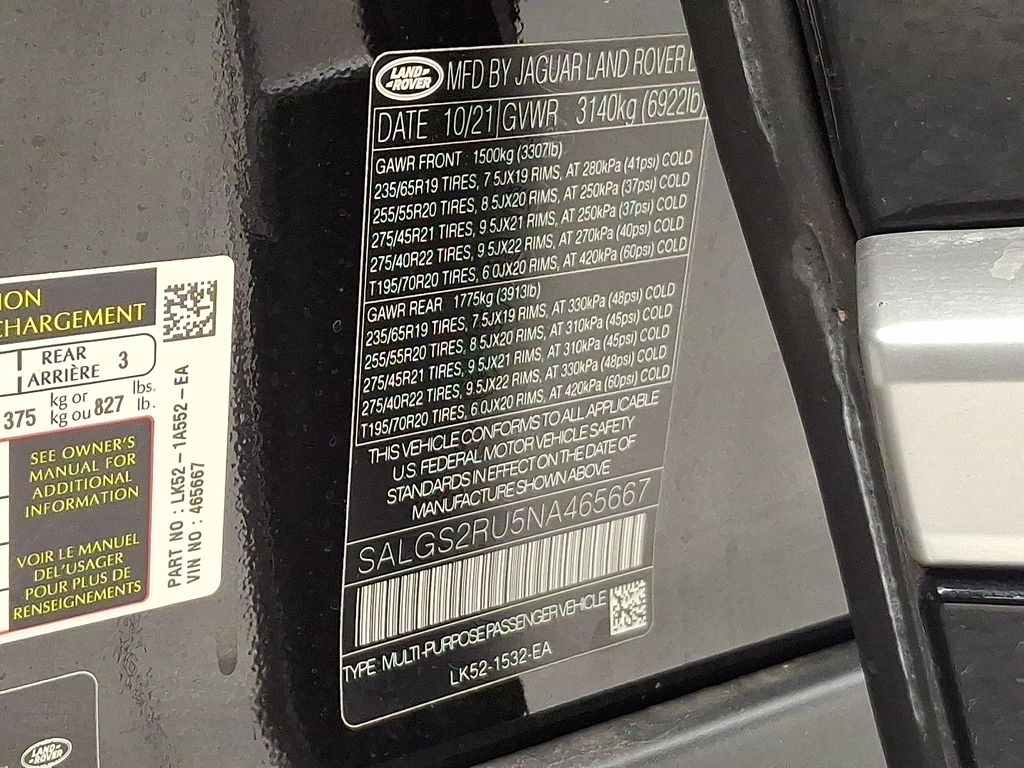 ION
CHARGEMENT
REAR
ARRIÈRE 3
375 kg or 827 lbs.
kg ou lb.
SEE OWNER'S
MANUAL FOR
ADDITIONAL
INFORMATION
VOIR LE MANUEL
DEL'USAGER
POUR PLUS DE
RENSEIGNEMENTS
PART NO : LK52 - 1A552 - EA
VIN NO : 465667
LAND-
-ROVER
LAND-
-ROVER
MFD BY JAGUAR LAND ROVER L
DATE 10/21 GVWR 3140kg (6922lb)
GAWR FRONT : 1500kg (3307lb)
235/65R19 TIRES, 7.5JX19 RIMS, AT 280kPa (41psi) COLD
255/55R20 TIRES, 8.5JX20 RIMS, AT 250kPa (37psi) COLD
275/45R21 TIRES, 9.5JX21 RIMS, AT 250kPa (37psi) COLD
275/40R22 TIRES, 9.5JX22 RIMS, AT 270kPa (40psi) COLD
T195/70R20 TIRES, 6.0JX20 RIMS, AT 420kPa (60psi) COLD
GAWR REAR 1775kg (3913lb)
235/65R19 TIRES, 7.5JX19 RIMS, AT 330kPa (48psi) COLD
255/55R20 TIRES, 8.5JX20 RIMS, AT 310kPa (45psi) COLD
275/45R21 TIRES, 9.5JX21 RIMS, AT 310kPa (45psi) COLD
275/40R22 TIRES, 9.5JX22 RIMS, AT 330kPa (48psi) COLD
T195/70R20 TIRES, 6.0JX20 RIMS, AT 420kPa (60psi) COLD
THIS VEHICLE CONFORMS TO ALL APPLICABLE
U.S. FEDERAL MOTOR VEHICLE SAFETY
STANDARDS IN EFFECT ON THE DATE OF
MANUFACTURE SHOWN ABOVE
SALGS2RU5NA465667
TYPE: MULTI-PURPOSE PASSENGER VEHICLE
LK52-1532-EA